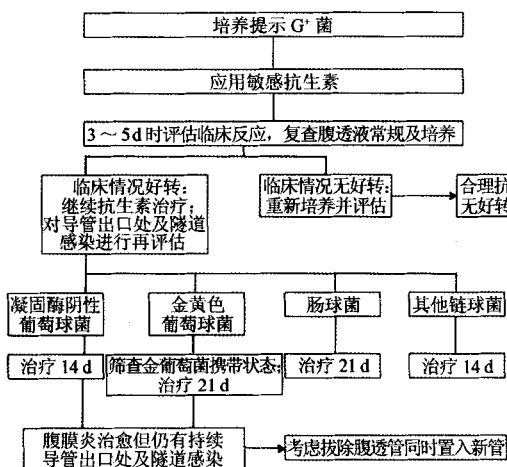 培养提示 G⁺ 菌
应用敏感抗生素
3～5d时评估临床反应，复查腹透液常规及培养
临床情况好转：
继续抗生素治疗；
对导管出口处及隧道
感染进行再评估
临床情况无好转：
重新培养并评估
合理抗
无好转
凝固酶阴性
葡萄球菌
金黄色
葡萄球菌
肠球菌
其他链球菌
治疗 14 d
筛查金葡菌携带状态；
治疗 21 d
治疗 21 d
治疗 14 d
腹膜炎治愈但仍有持续
导管出口处及隧道感染
考虑拔除腹透管同时置入新管